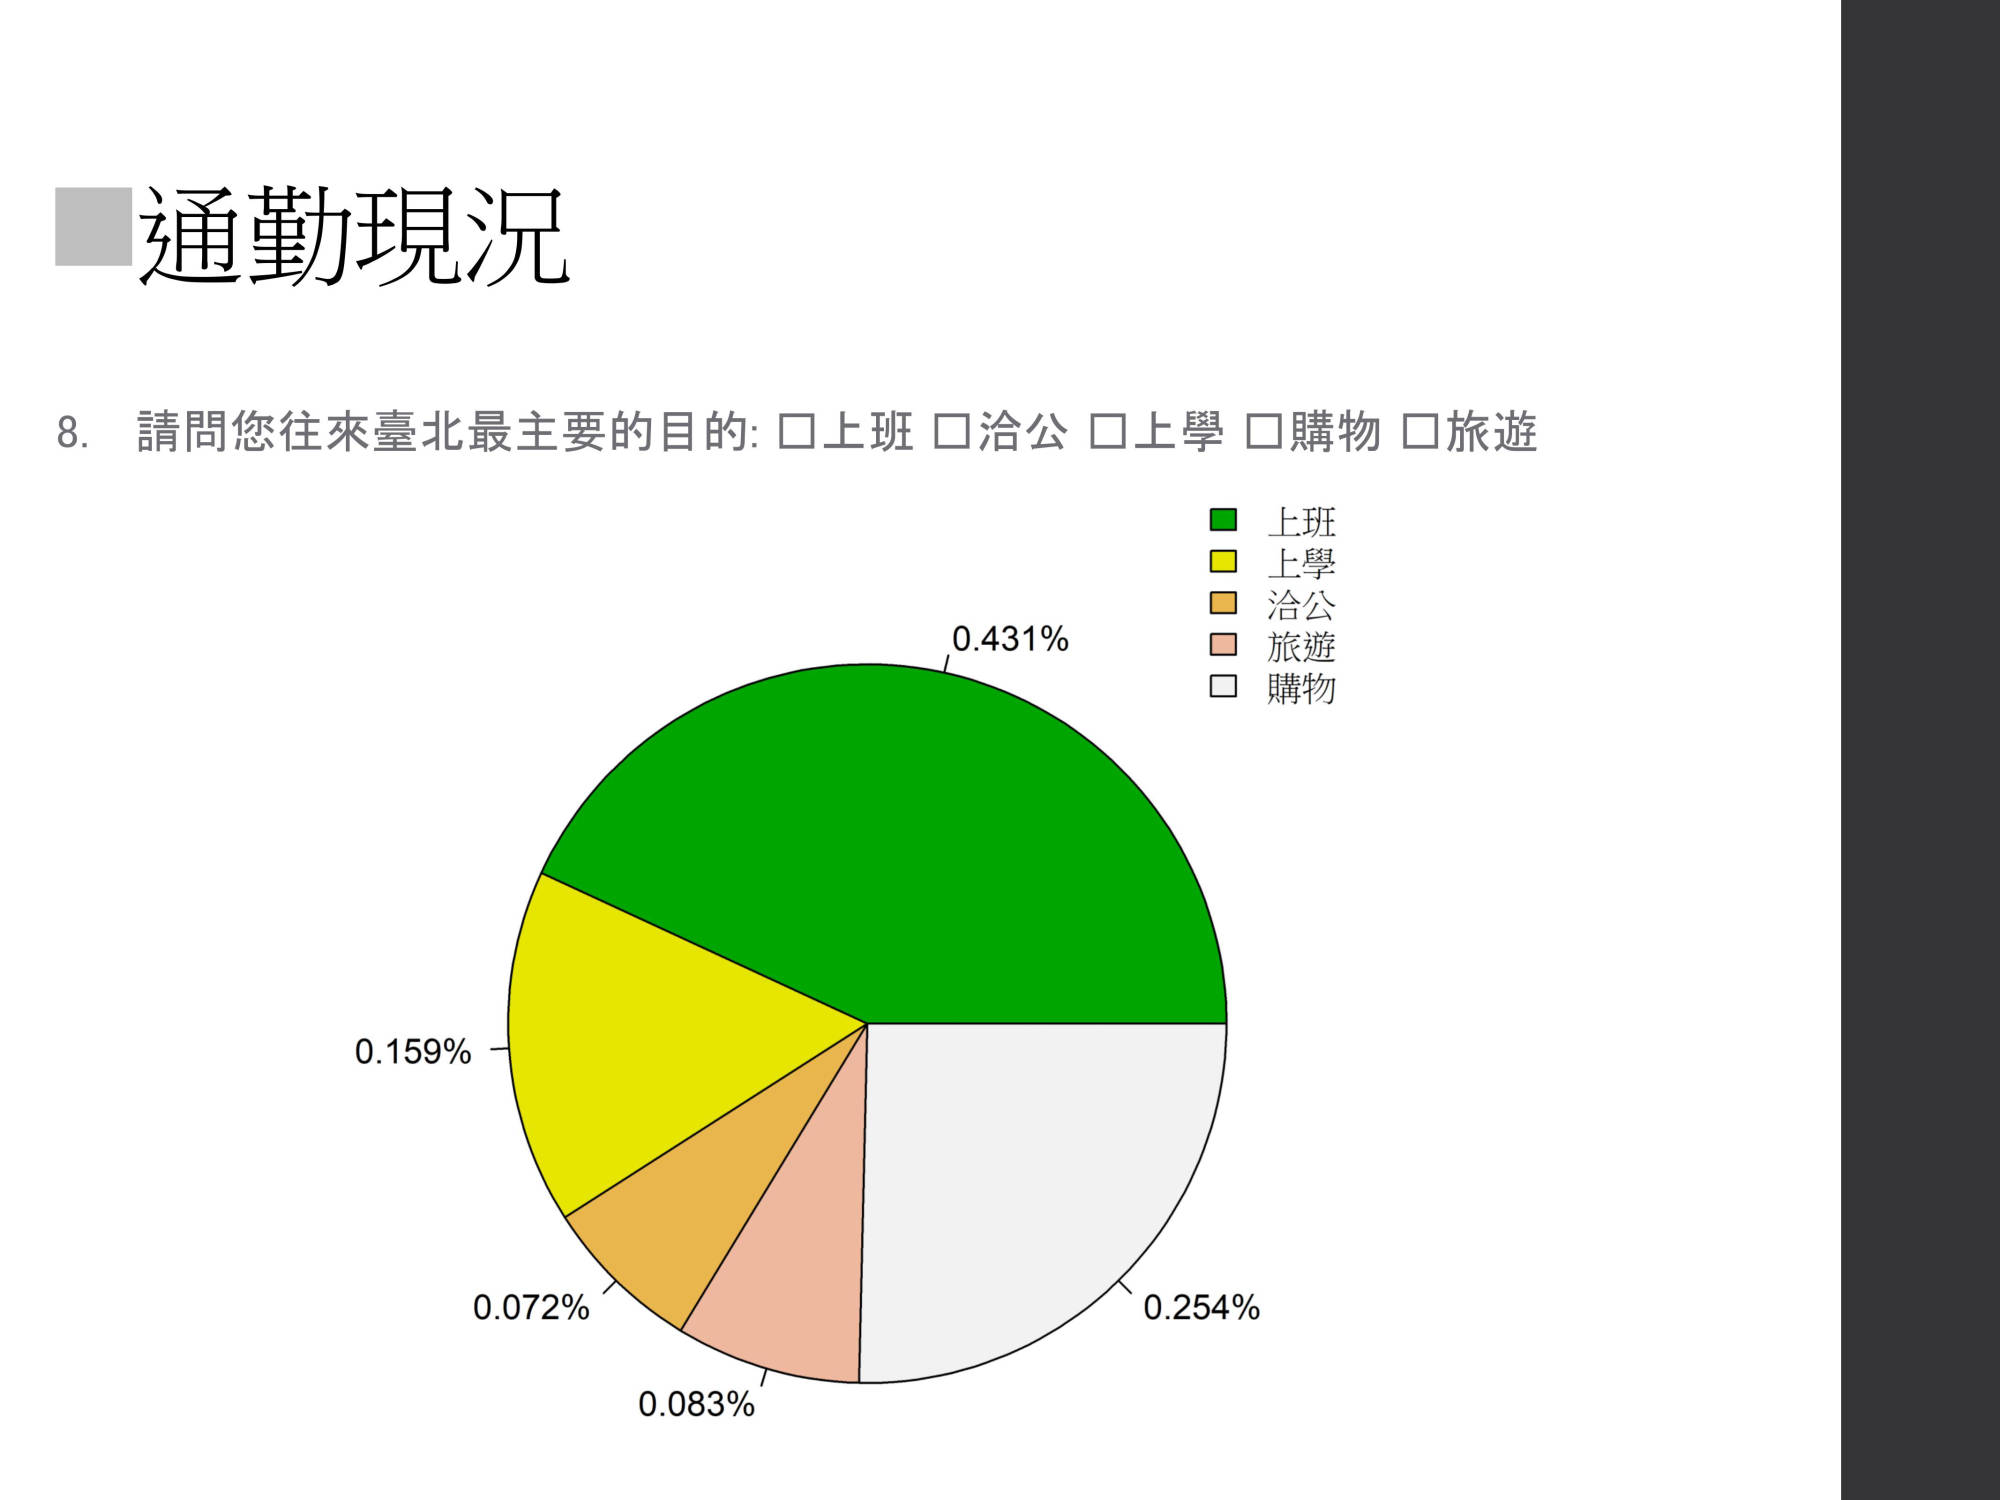 通勤現況
8. 請問您往來臺北最主要的目的: □上班 □洽公 □上學 □購物 □旅遊
上班
上學
洽公
旅遊
購物
0.431%
0.159%
0.072%
0.254%
0.083%